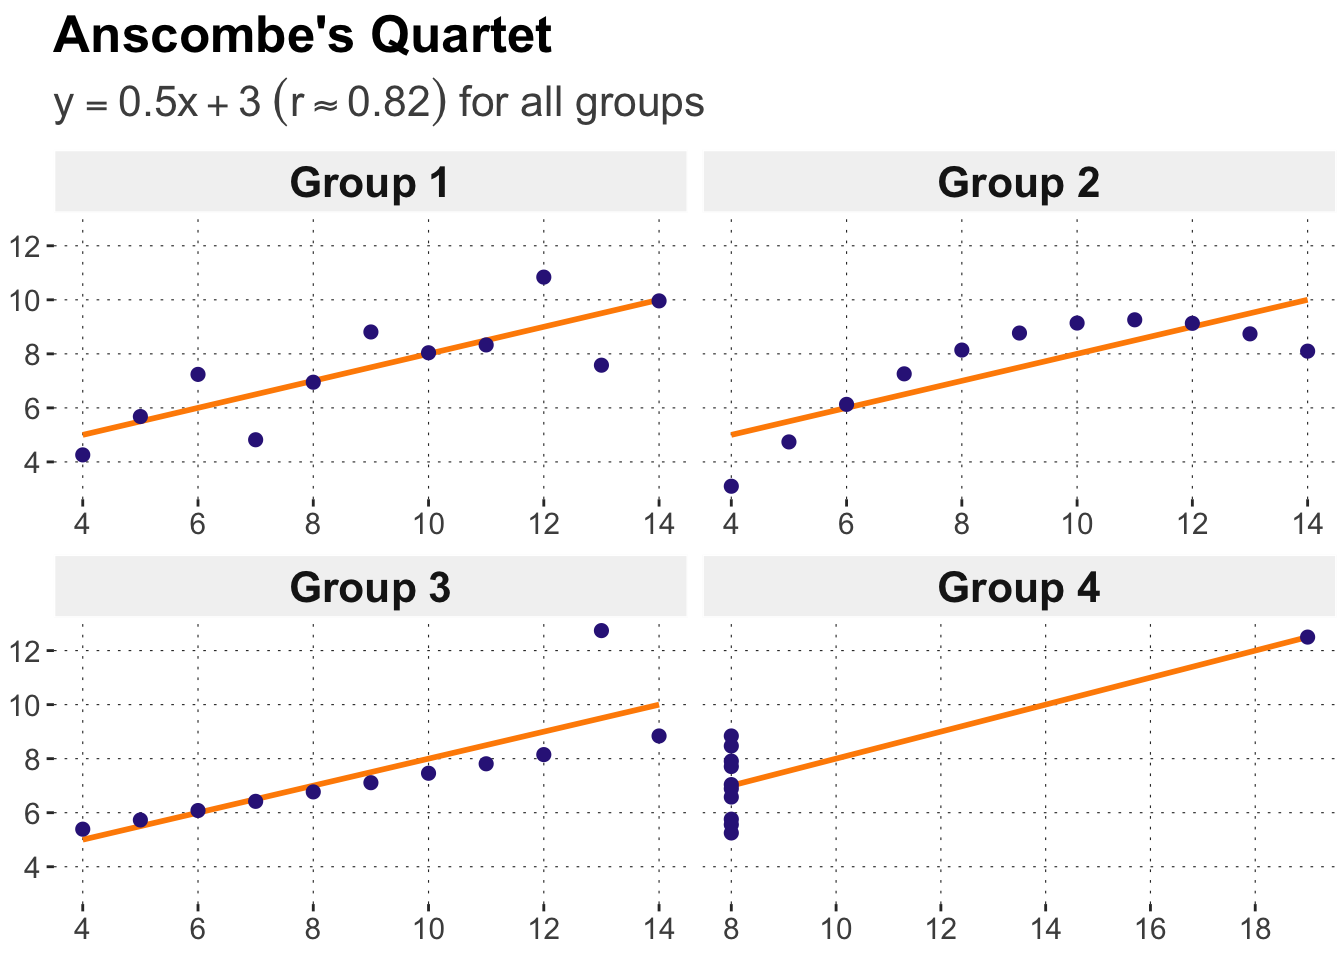 Anscombe's Quartet
y = 0.5x + 3 (r ≈ 0.82) for all groups
Group 1
Group 2
12
10
8
6
4
4 6 8 10 12 14
4 6 8 10 12 14
Group 3
Group 4
12
10
8
6
4
4 6 8 10 12 14
8 10 12 14 16 18